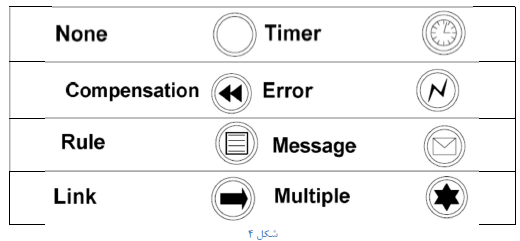 None Timer
Compensation Error
Rule Message
Link Multiple
شکل ۴